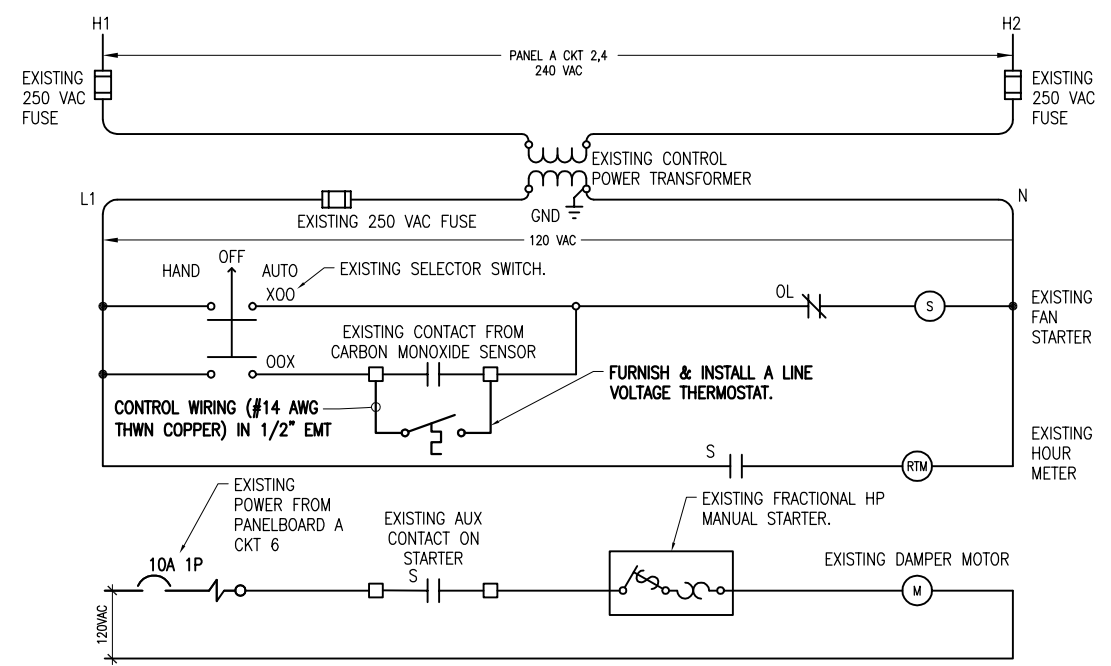 H1
H2
PANEL A CKT 2,4
240 VAC
EXISTING
250 VAC
FUSE
EXISTING
250 VAC
FUSE
EXISTING CONTROL
POWER TRANSFORMER
L1
N
EXISTING 250 VAC FUSE
GND
120 VAC
HAND
OFF
AUTO
EXISTING SELECTOR SWITCH.
XOO
OL
S
EXISTING
FAN
STARTER
EXISTING CONTACT FROM
CARBON MONOXIDE SENSOR
OOX
FURNISH & INSTALL A LINE
VOLTAGE THERMOSTAT.
CONTROL WIRING (#14 AWG
THWN COPPER) IN 1/2" EMT
S
RTM
EXISTING
HOUR
METER
EXISTING
POWER FROM
PANELBOARD A
CKT 6
EXISTING AUX
CONTACT ON
STARTER
S
EXISTING FRACTIONAL HP
MANUAL STARTER.
10A 1P
EXISTING DAMPER MOTOR
M
120VAC